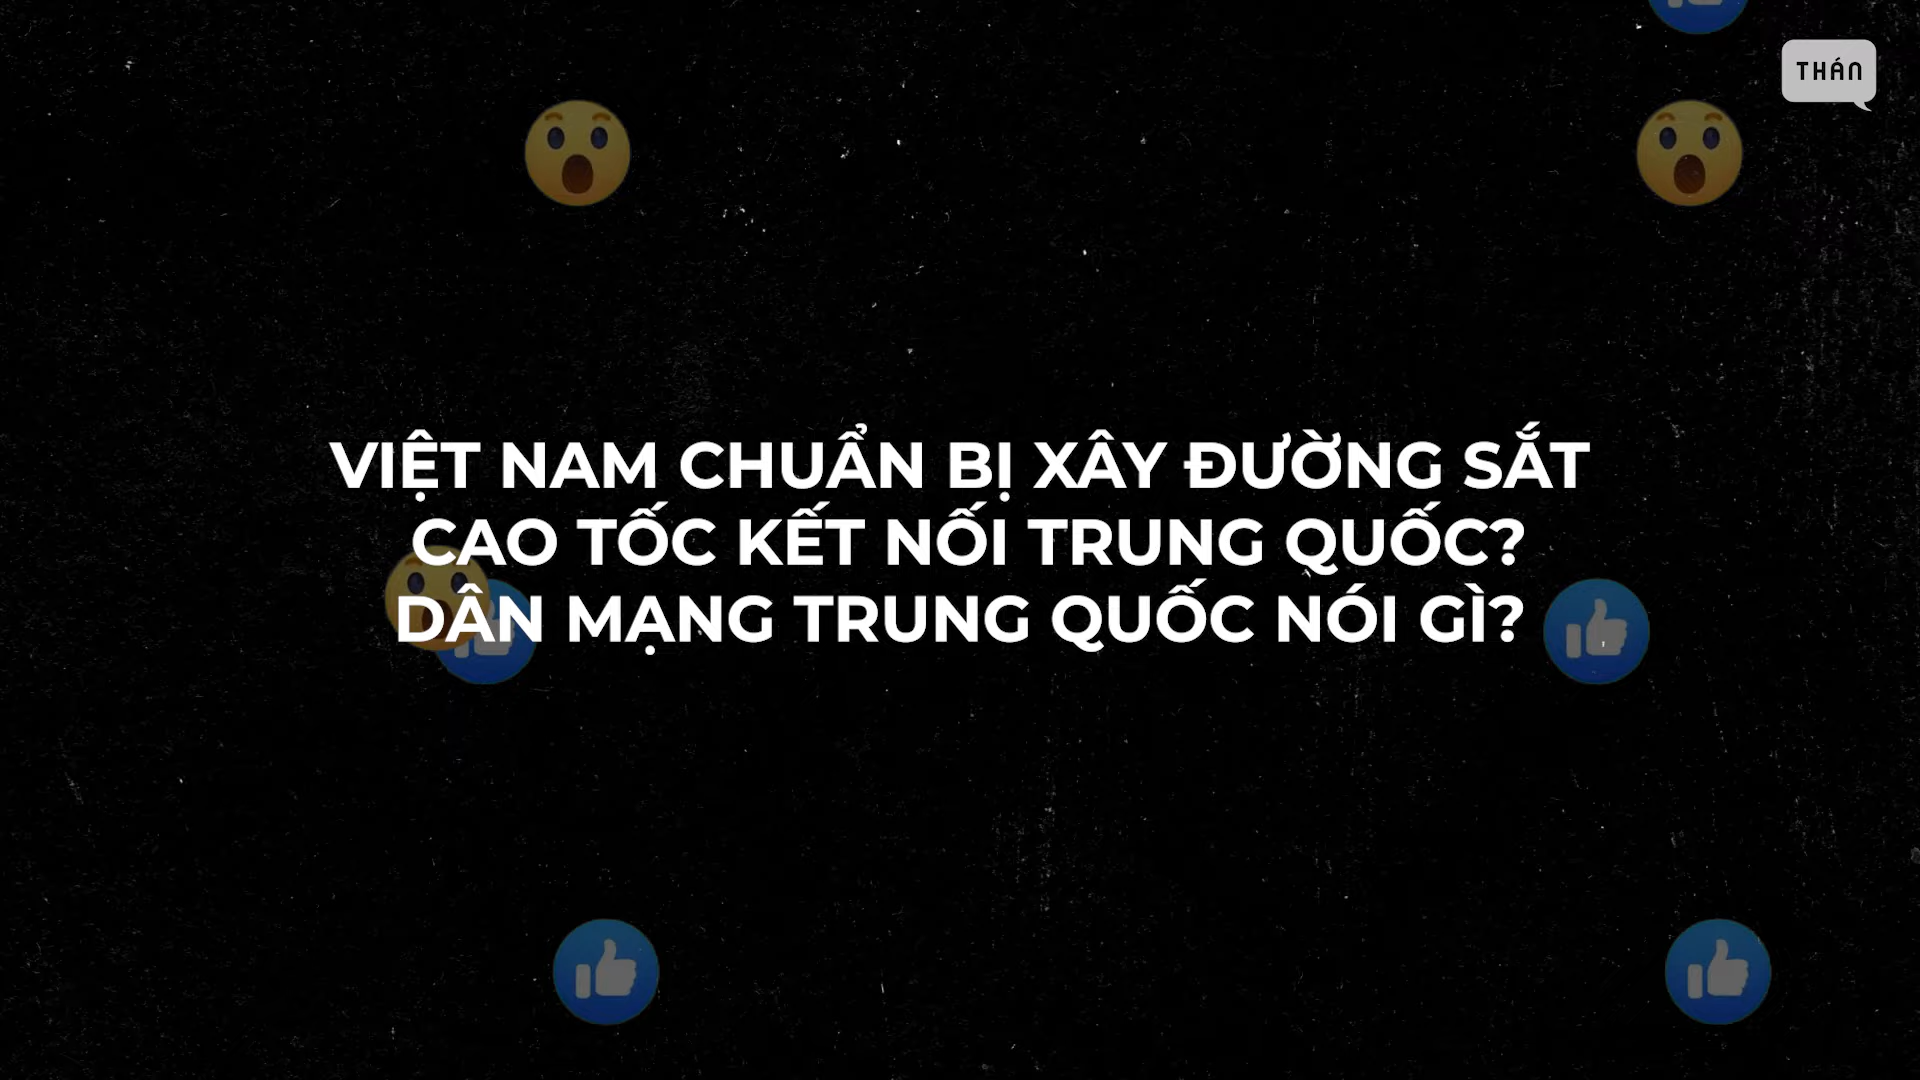 THÁN
VIỆT NAM CHUẨN BỊ XÂY ĐƯỜNG SẮT
CAO TỐC KẾT NỐI TRUNG QUỐC?
DÂN MẠNG TRUNG QUỐC NÓI GÌ?